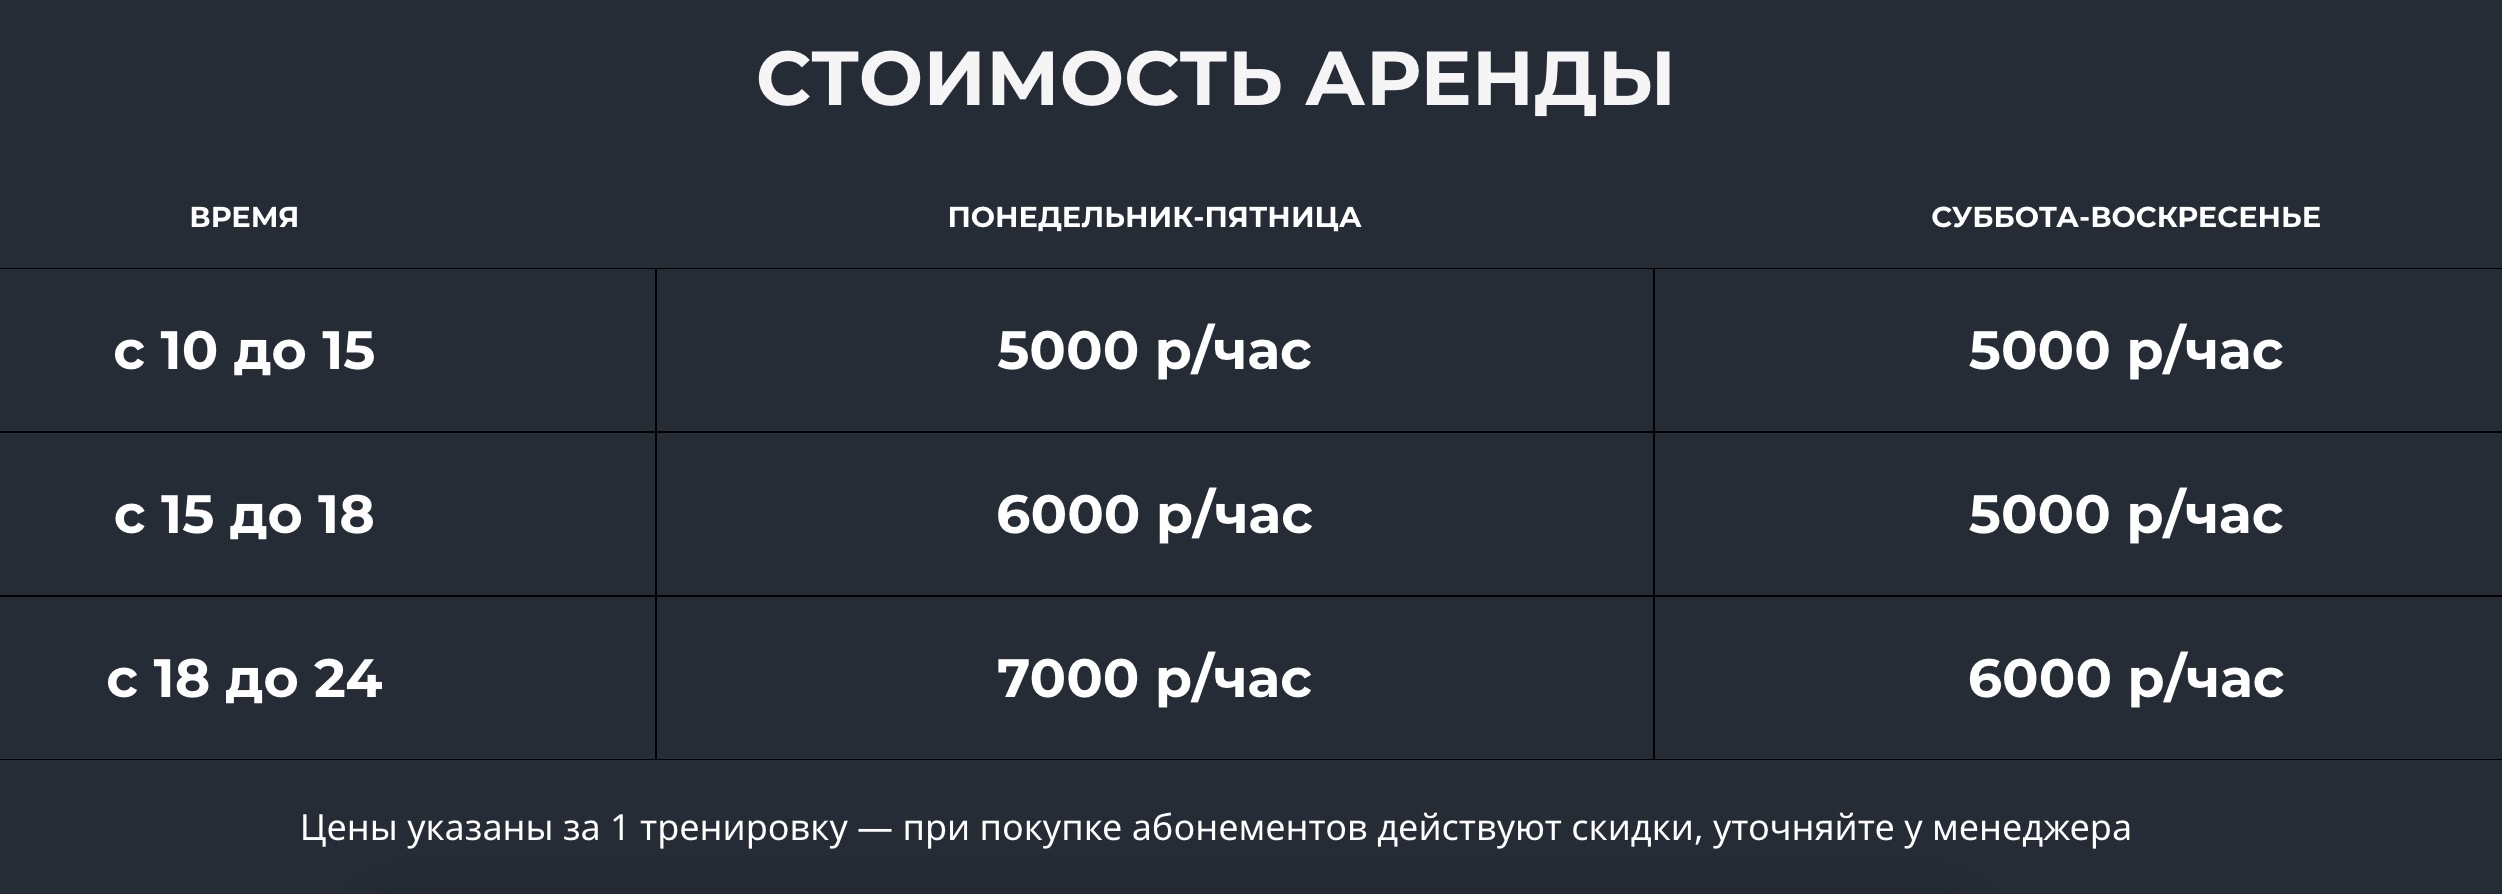 СТОИМОСТЬ АРЕНДЫ
ВРЕМЯ ПОНЕДЕЛЬНИК-ПЯТНИЦА СУББОТА-ВОСКРЕСЕНЬЕ
с 10 до 15 5000 р/час 5000 р/час
с 15 до 18 6000 р/час 5000 р/час
с 18 до 24 7000 р/час 6000 р/час
Цены указаны за 1 тренировку — при покупке абонементов действуют скидки, уточняйте у менеджера